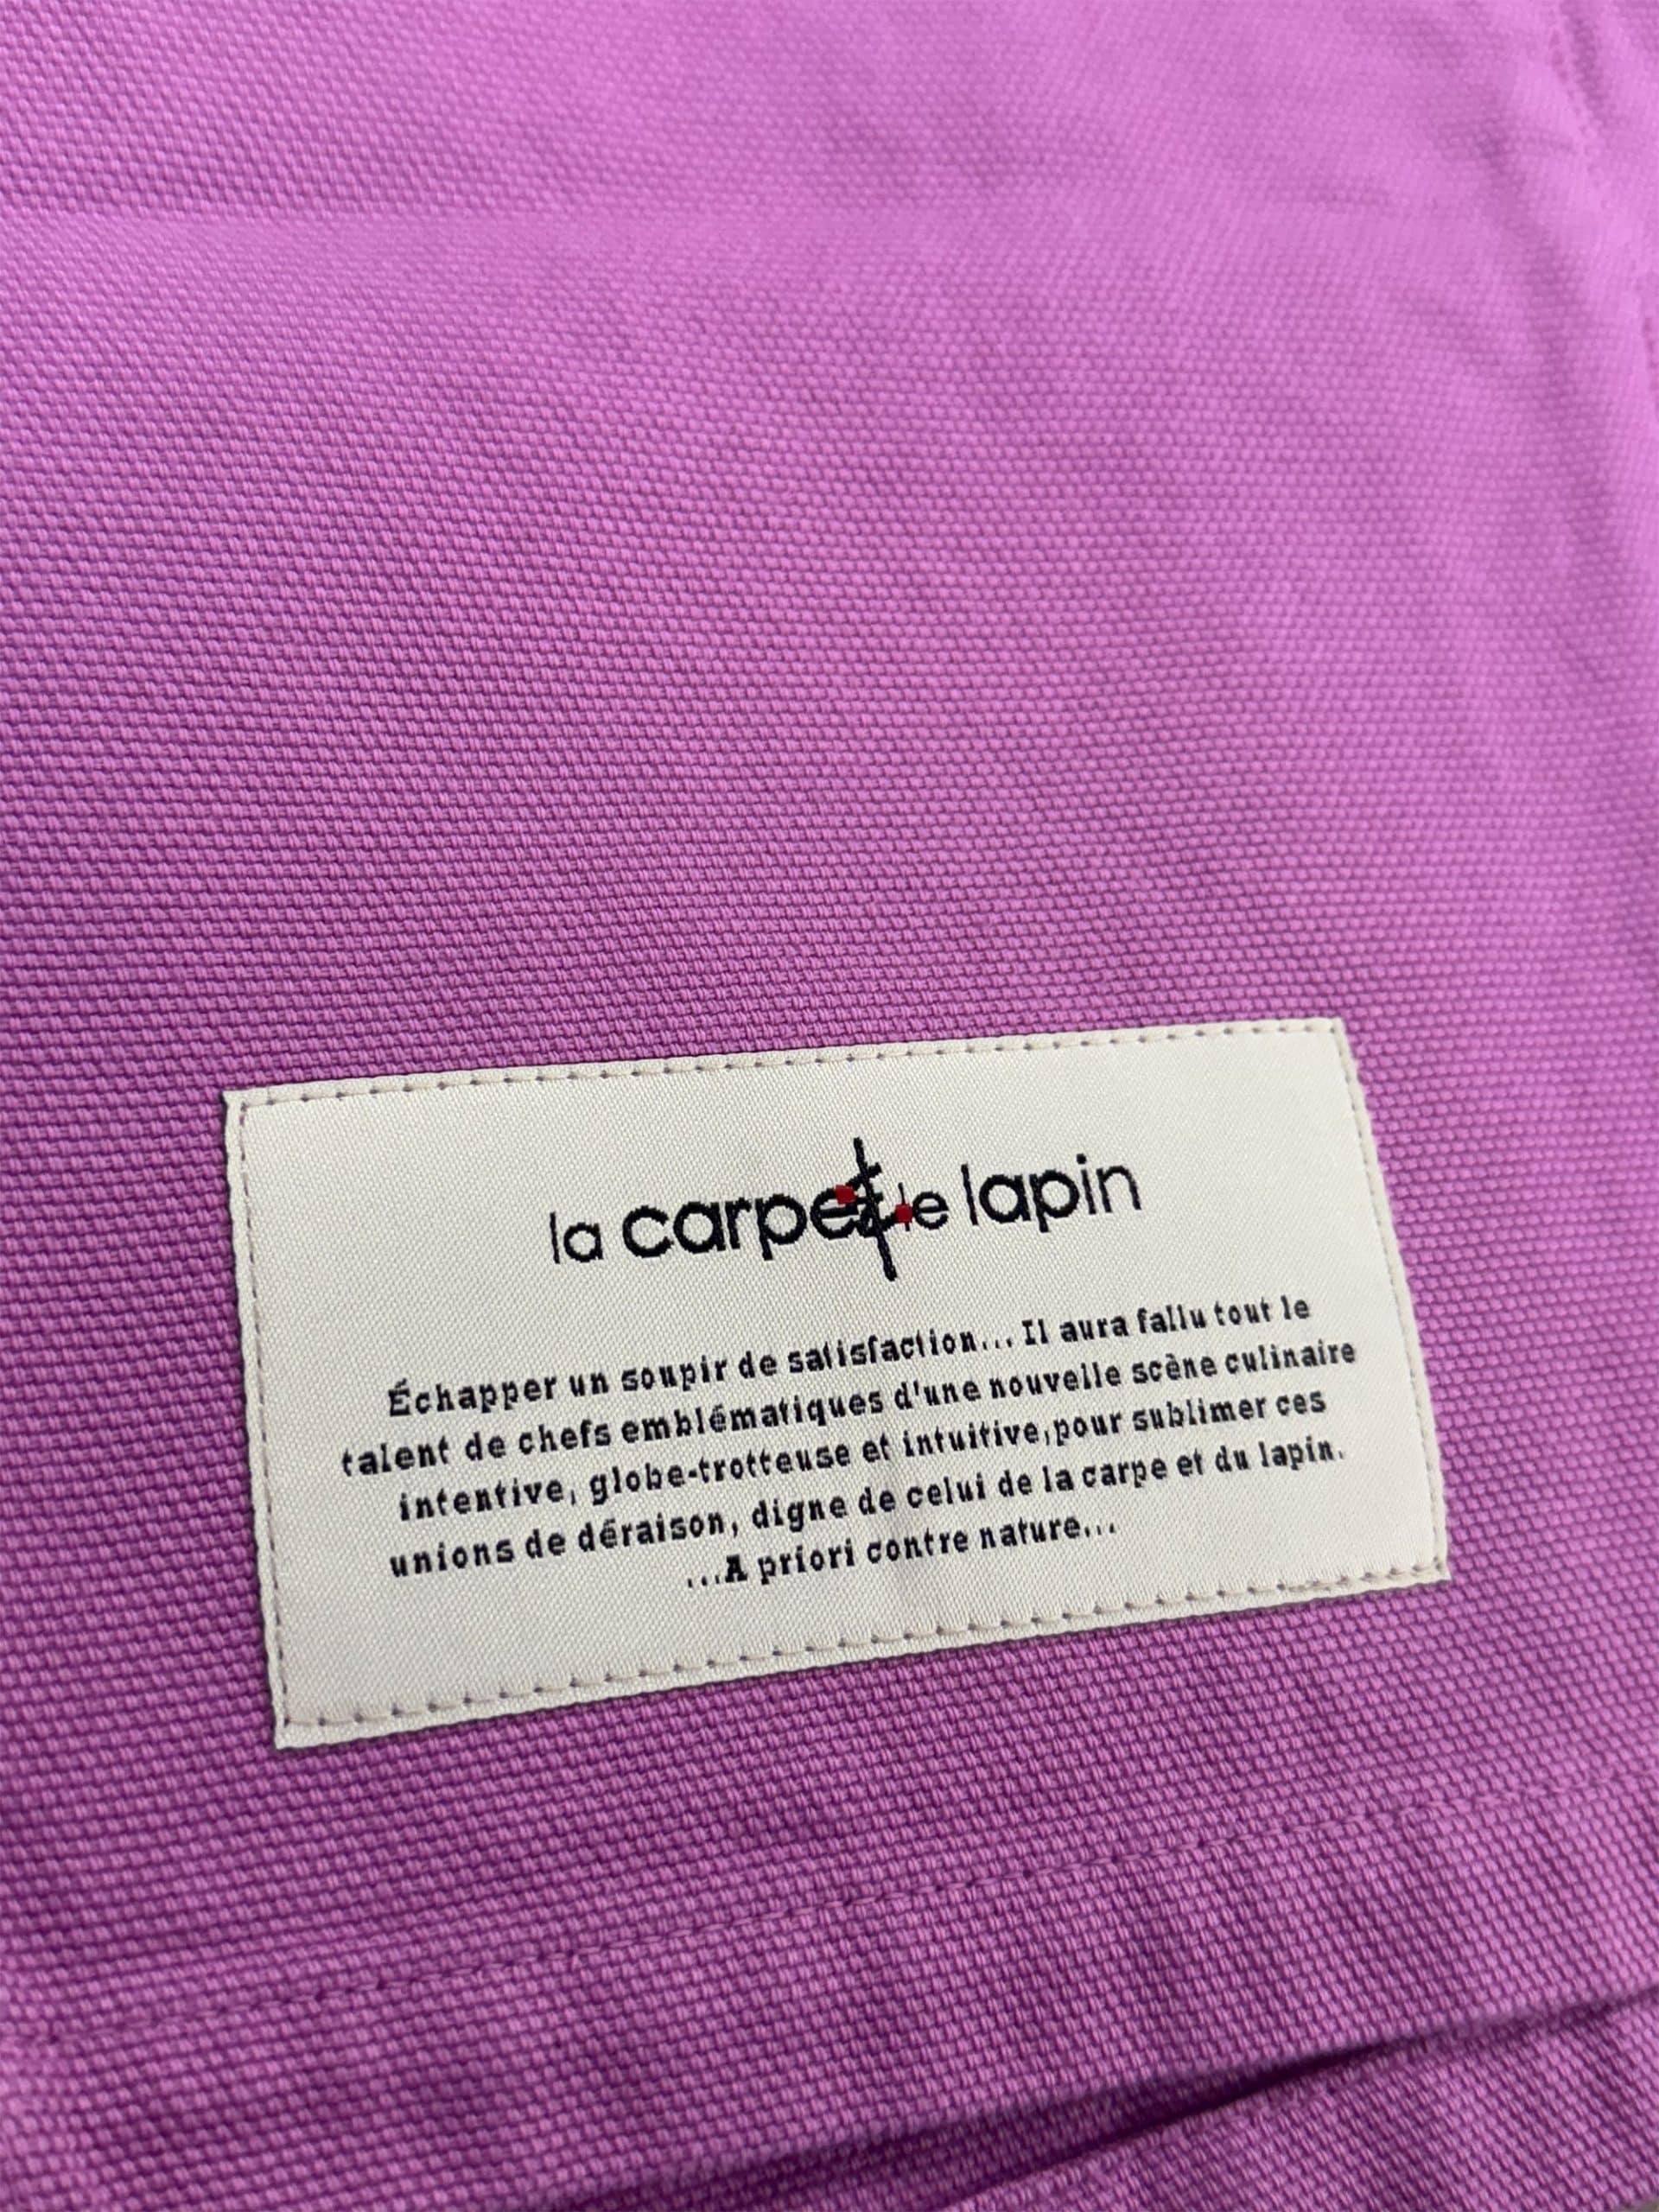 la carpe et le lapin
Échapper un soupir de satisfaction... Il aura fallu tout le
talent de chefs emblématiques d'une nouvelle scène culinaire
intentive, globe-trotteuse et intuitive,pour sublimer ces
unions de déraison, digne de celui de la carpe et du lapin.
...A priori contre nature...